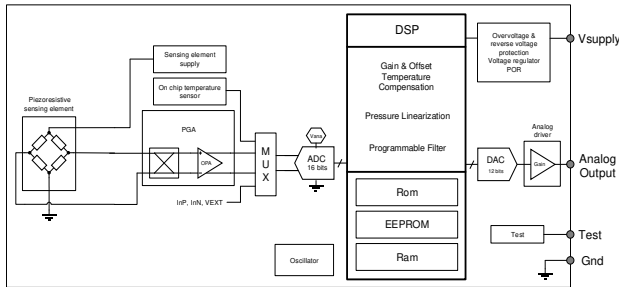 Sensing element
supply
On chip temperature
sensor
Piezoresistive
sensing element
PGA
OPA
M
U
X
InP, InN, VEXT
Vana
ADC
16 bits
Oscillator
DSP
Gain & Offset
Temperature
Compensation
Pressure Linearization
Programmable Filter
Rom
EEPROM
Ram
Overvoltage &
reverse voltage
protection
Voltage regulator
POR
DAC
12 bits
Analog
driver
Gain
Test
Vsupply
Analog
Output
Test
Gnd